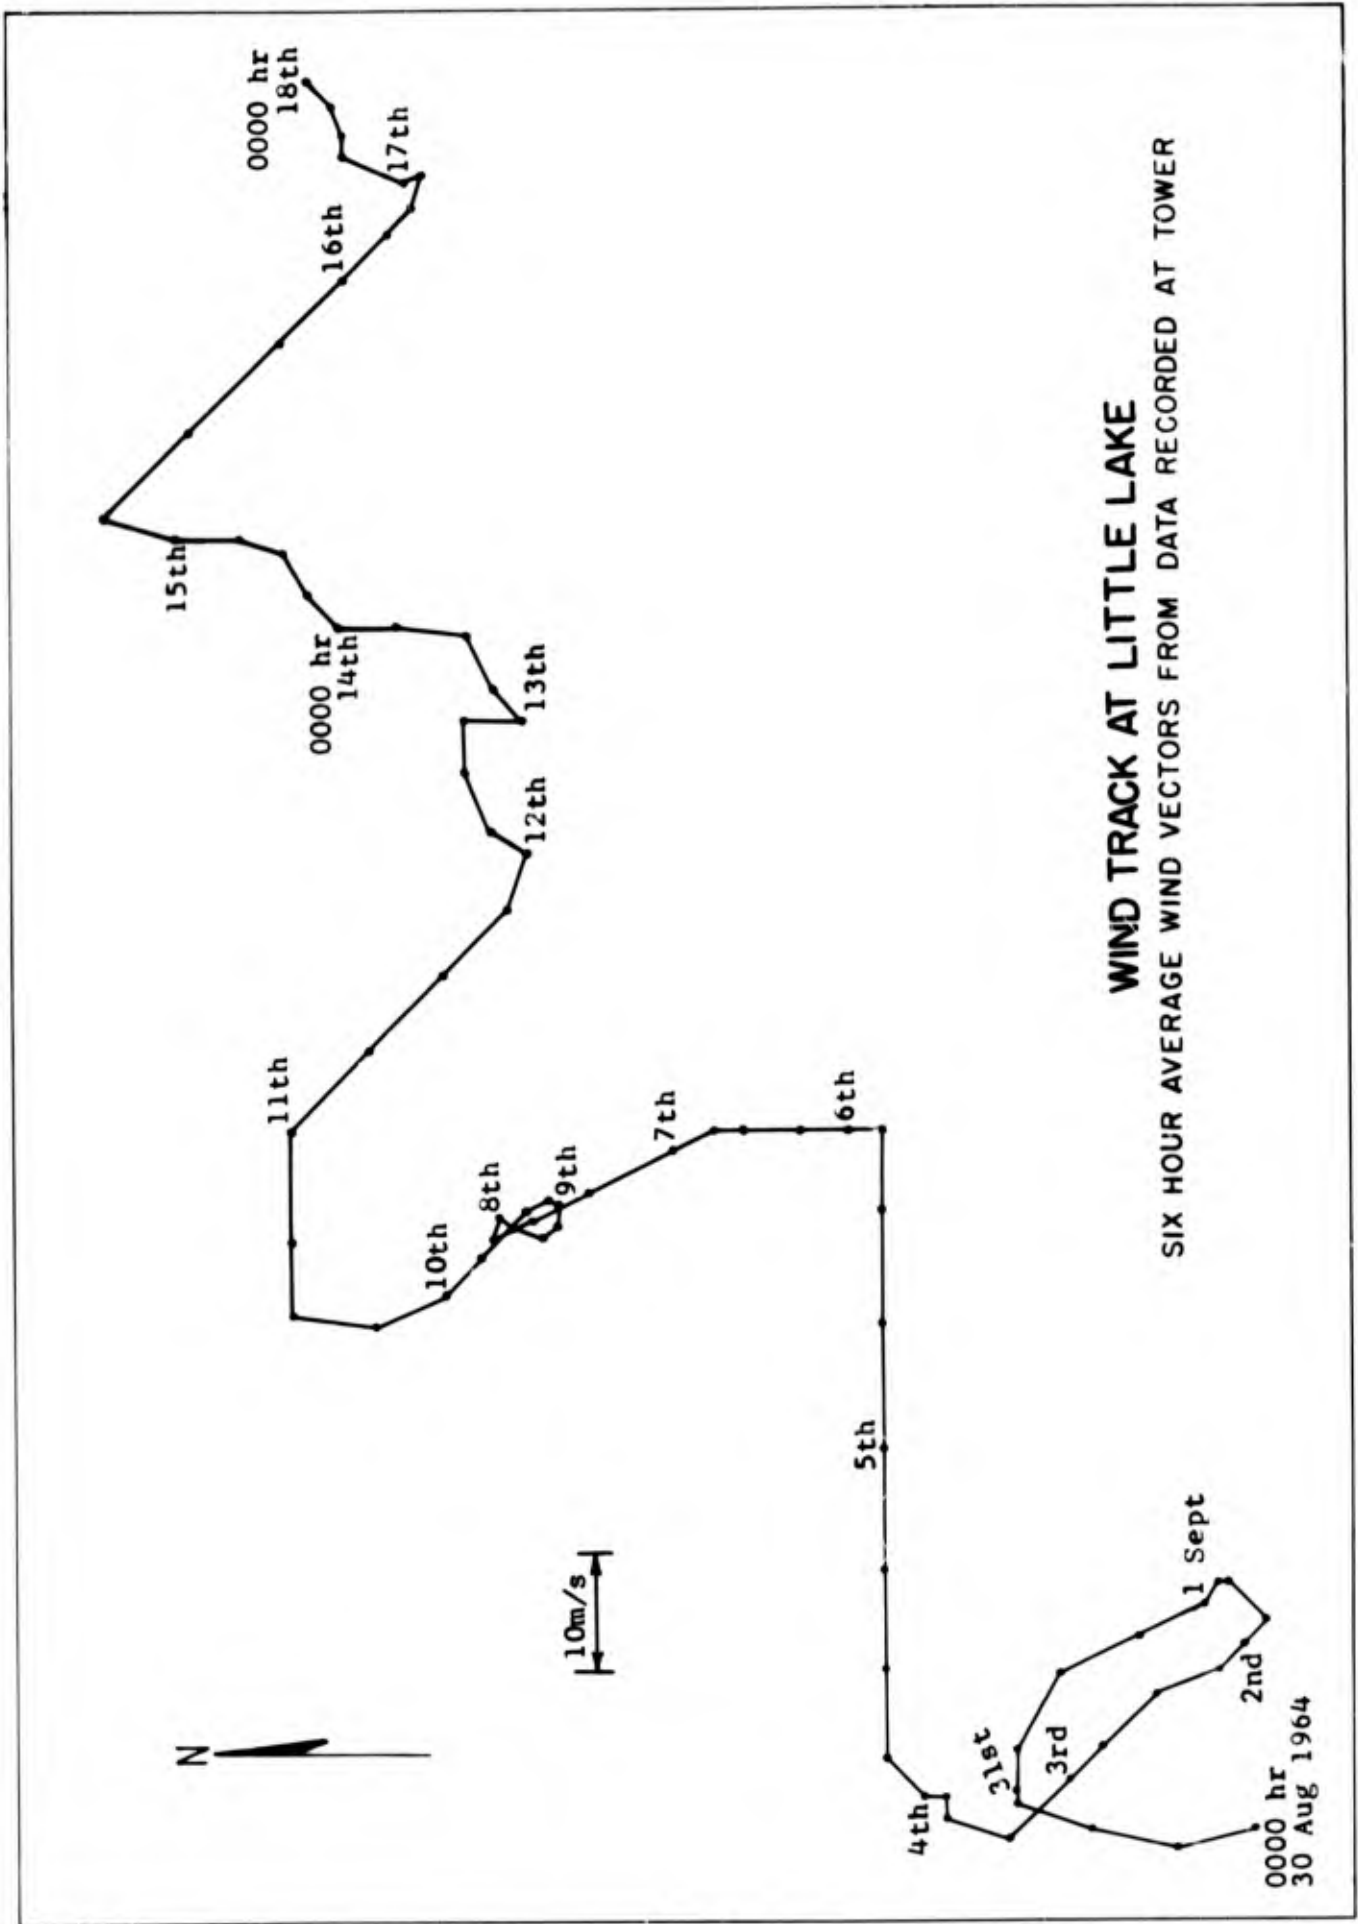 0000 hr
18th
17th
16th
15th
0000 hr
14th
13th
12th
11th
10th
9th
8th
7th
6th
5th
4th
3rd
31st
2nd
1 Sept
0000 hr
30 Aug 1964
N
10m/s
WIND TRACK AT LITTLE LAKE
SIX HOUR AVERAGE WIND VECTORS FROM DATA RECORDED AT TOWER